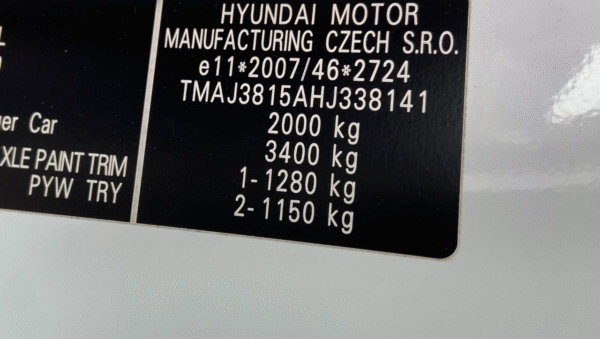 HYUNDAI MOTOR
MANUFACTURING CZECH S.R.O.
e11*2007/46*2724
TMAJ3815AHJ338141
2000 kg
3400 kg
1-1280 kg
2-1150 kg
Car
PAINT TRIM
PYW TRY